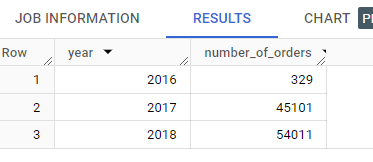 JOB INFORMATION RESULTS CHART
Row year number_of_orders
1 2016 329
2 2017 45101
3 2018 54011